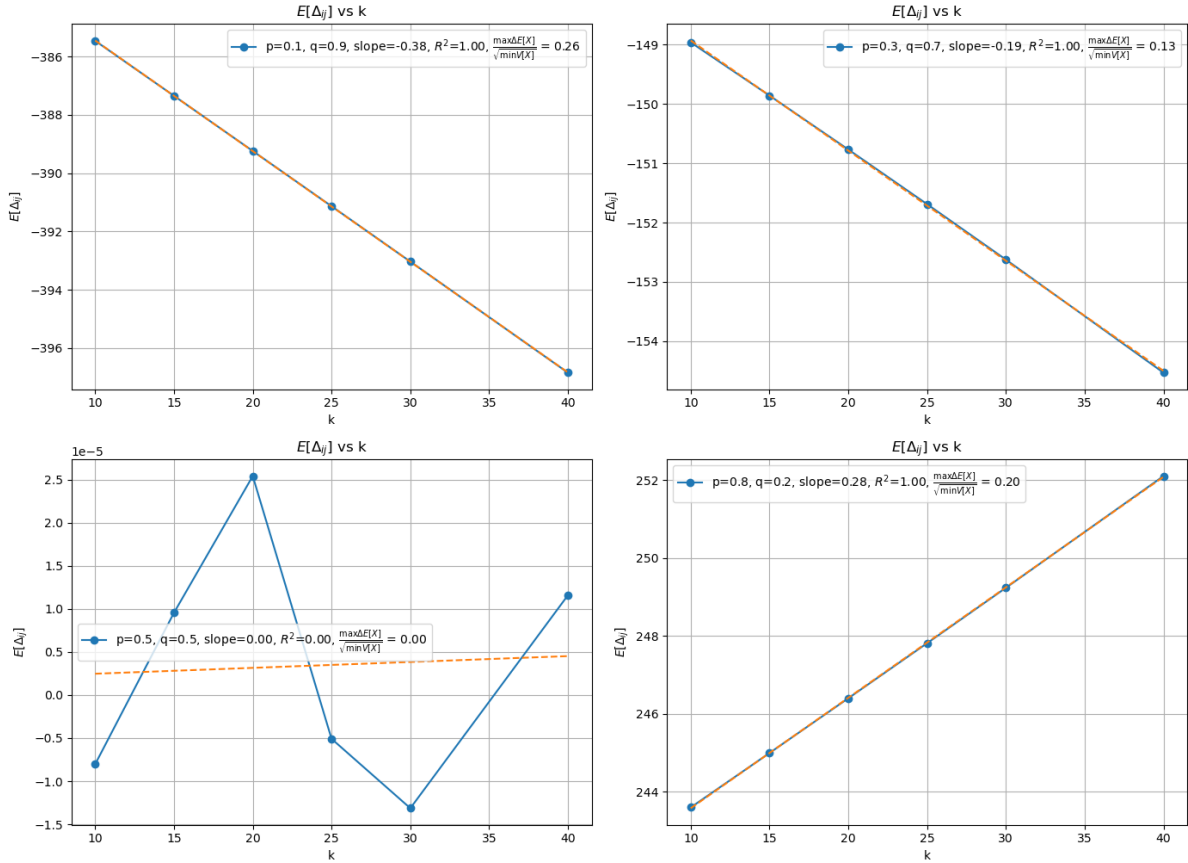 E[Δij] vs k
p=0.1, q=0.9, slope=-0.38, R²=1.00, maxΔE[X]/√minV[X] = 0.26
−386
−388
−390
−392
−394
−396
E[Δij]
10 15 20 25 30 35 40
k
E[Δij] vs k
p=0.3, q=0.7, slope=-0.19, R²=1.00, maxΔE[X]/√minV[X] = 0.13
−149
−150
−151
−152
−153
−154
E[Δij]
10 15 20 25 30 35 40
k
E[Δij] vs k
1e−5
2.5
2.0
1.5
1.0
0.5
0.0
−0.5
−1.0
−1.5
E[Δij]
p=0.5, q=0.5, slope=0.00, R²=0.00, maxΔE[X]/√minV[X] = 0.00
10 15 20 25 30 35 40
k
E[Δij] vs k
p=0.8, q=0.2, slope=0.28, R²=1.00, maxΔE[X]/√minV[X] = 0.20
252
250
248
246
244
E[Δij]
10 15 20 25 30 35 40
k